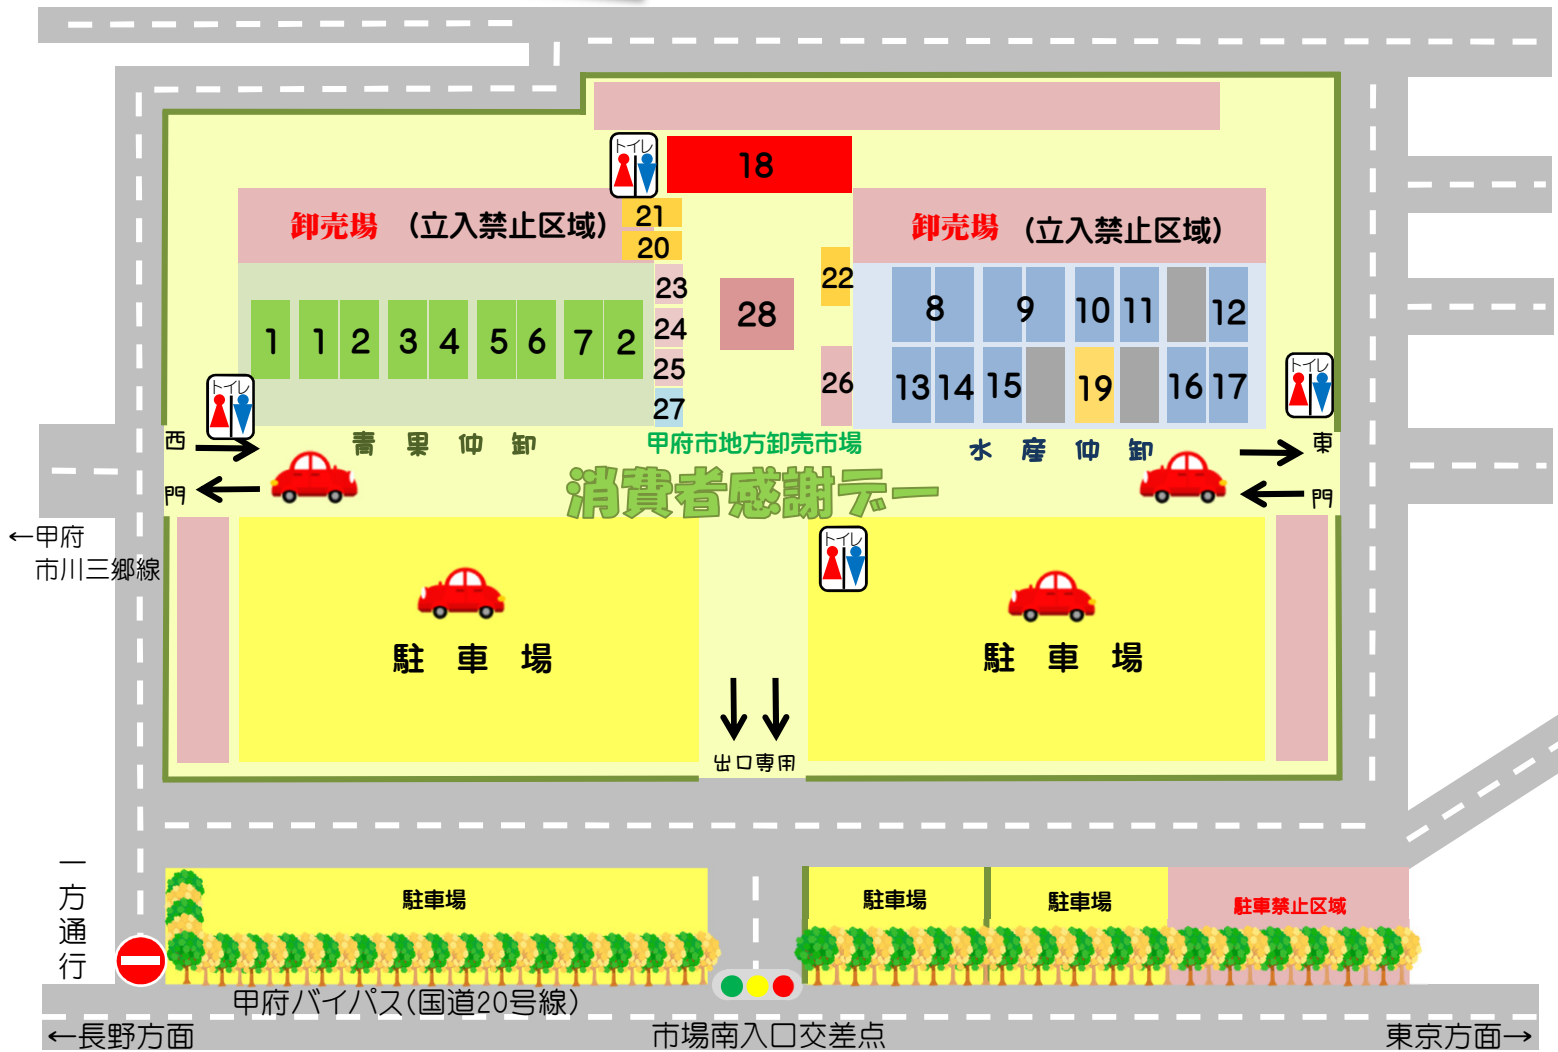 トイレ
18
卸売場 (立入禁止区域)
21
20
卸売場 (立入禁止区域)
22
23
28
24
25
26
27
1 1 2 3 4 5 6 7 2
8 9 10 11 12
13 14 15 19 16 17
トイレ
トイレ
西
門
青果仲卸
甲府市地方卸売市場
水産仲卸
東
門
消費者感謝デー
←甲府
市川三郷線
トイレ
駐車場
駐車場
出口専用
一方通行
駐車場
駐車場
駐車場
駐車禁止区域
甲府バイパス(国道20号線)
←長野方面
市場南入口交差点
東京方面→